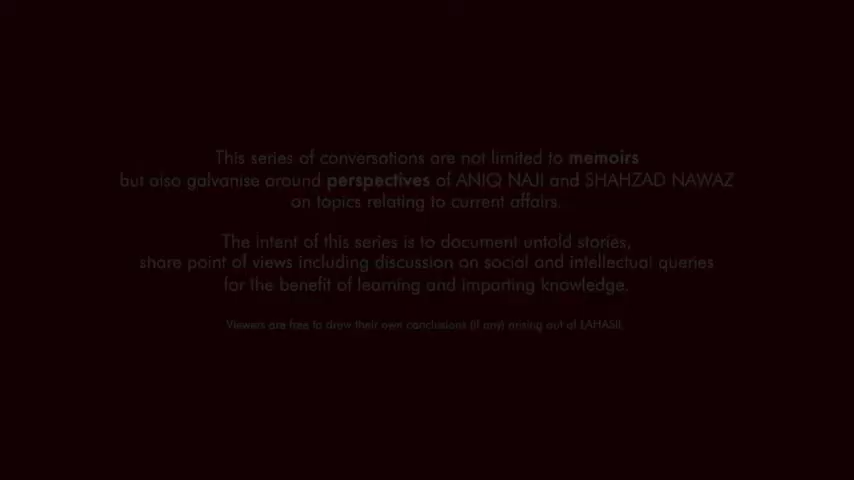 This series of conversations are not limited to memoirs
but also galvanise around perspectives of ANIQ NAJI and SHAHZAD NAWAZ
on topics relating to current affairs.
The intent of this series is to document untold stories,
share point of views including discussion on social and intellectual queries
for the benefit of learning and imparting knowledge.
Viewers are free to draw their own conclusions (if any) arising out of LAHASIL